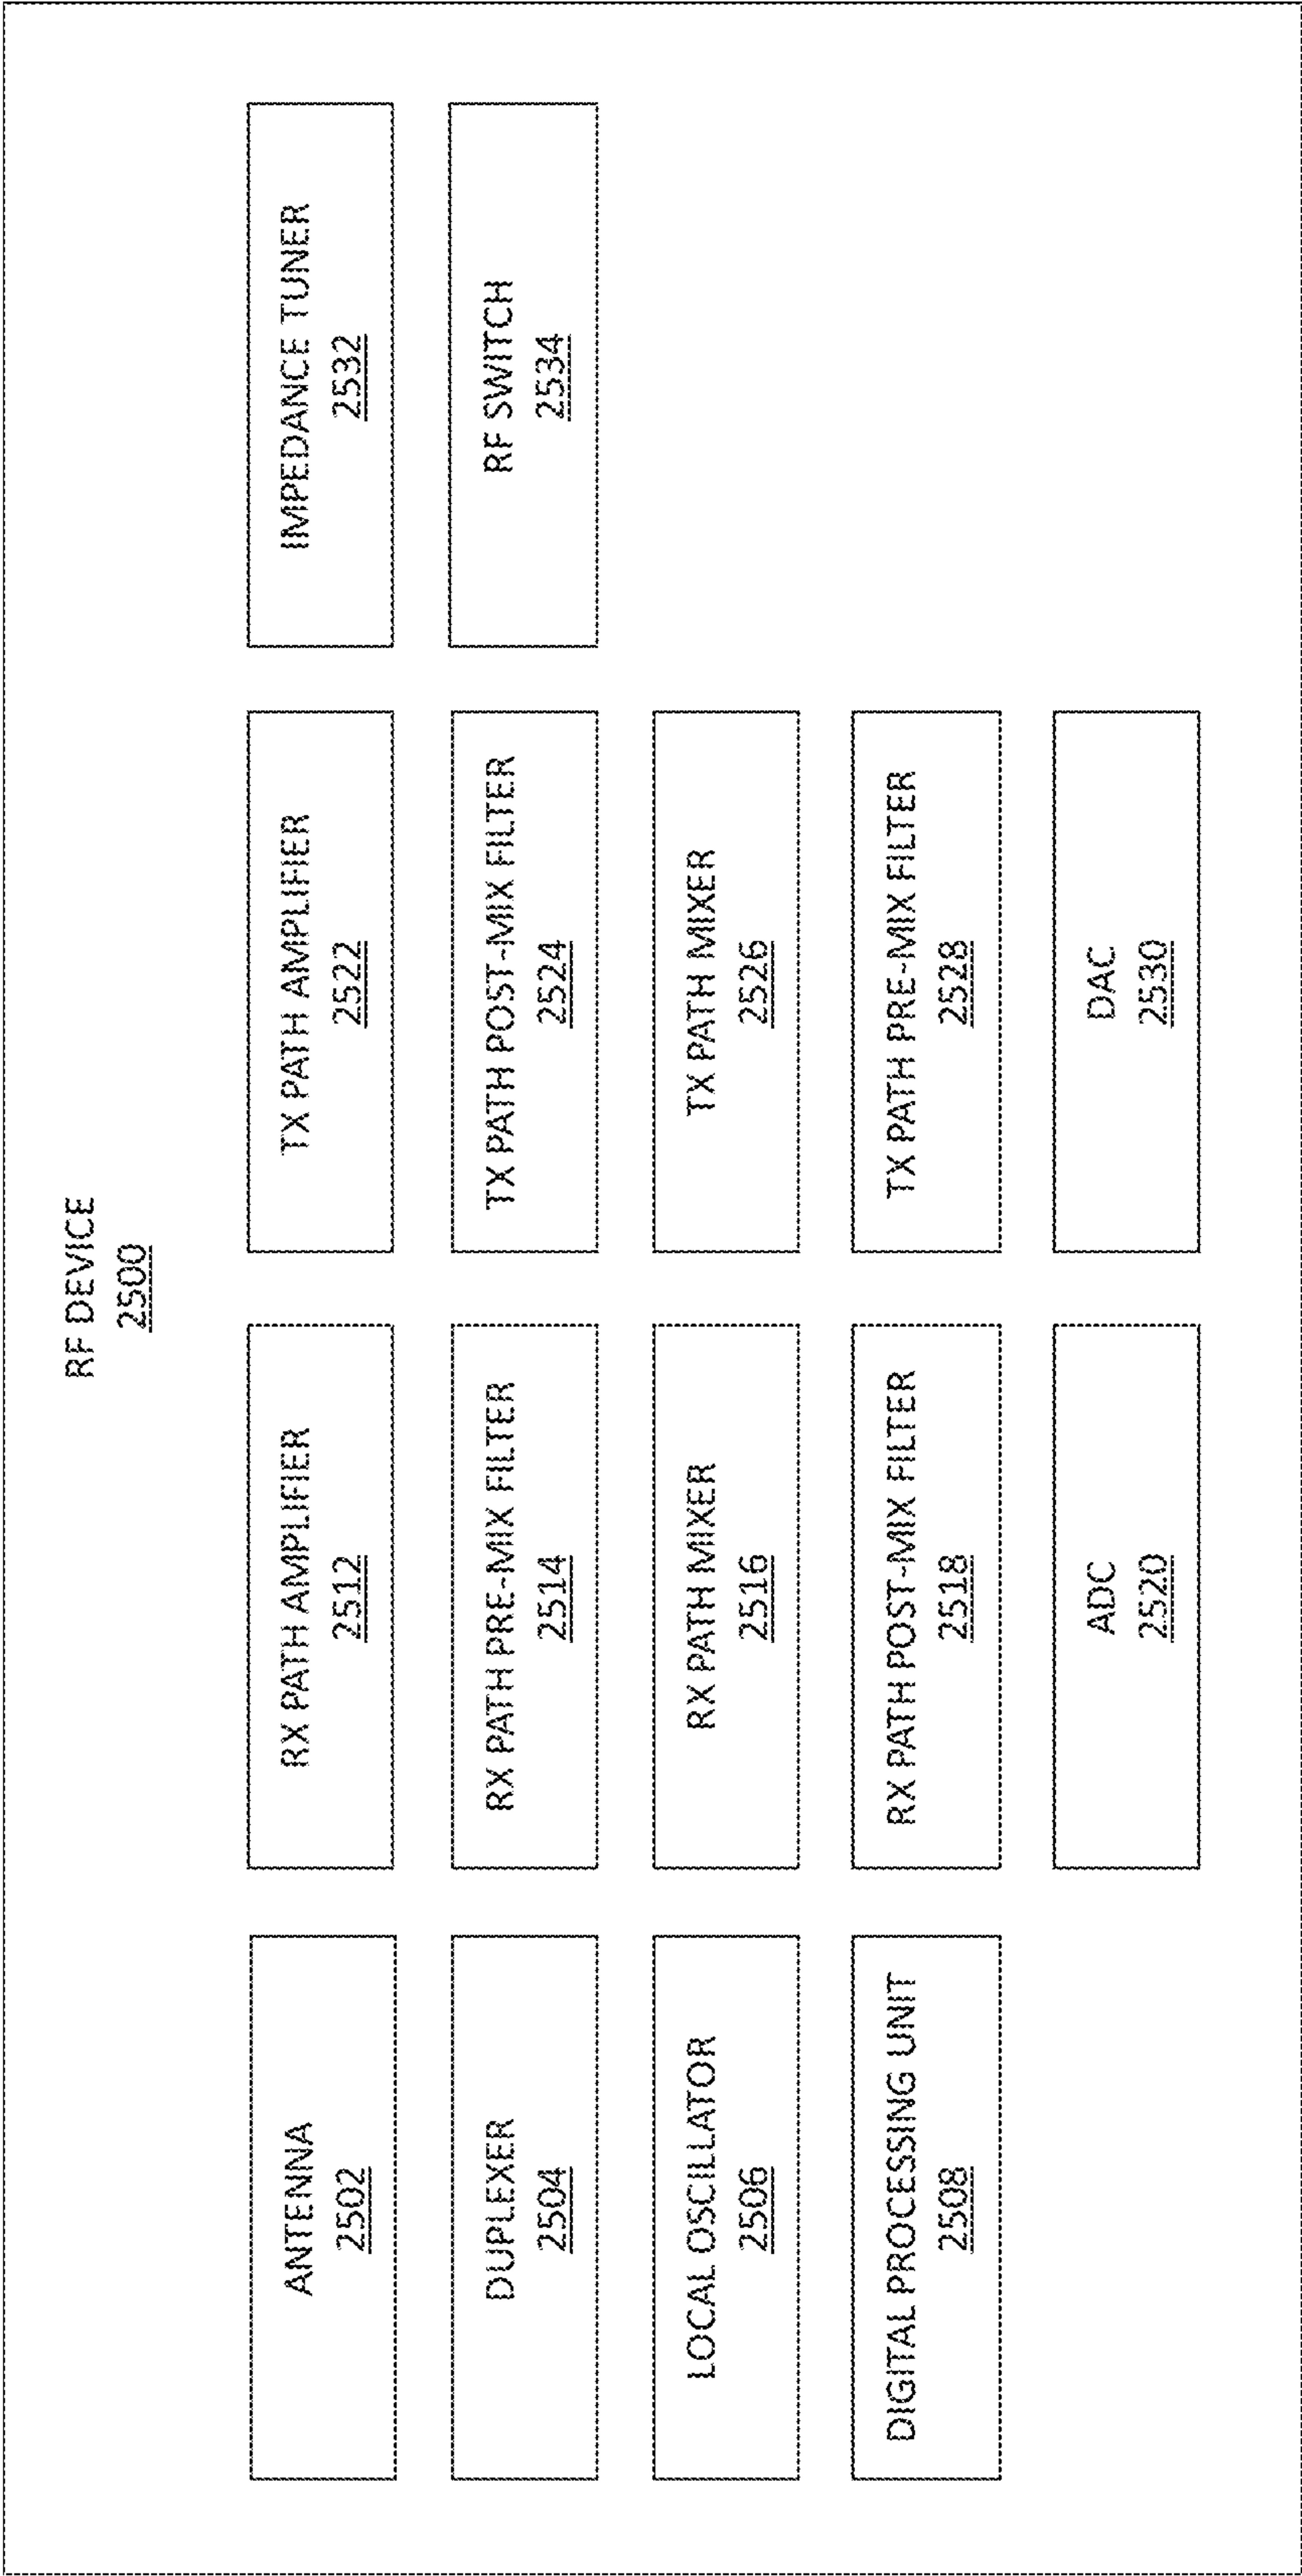 RF DEVICE
2500
ANTENNA
2502
DUPLEXER
2504
LOCAL OSCILLATOR
2506
DIGITAL PROCESSING UNIT
2508
RX PATH AMPLIFIER
2512
RX PATH PRE-MIX FILTER
2514
RX PATH MIXER
2516
RX PATH POST-MIX FILTER
2518
ADC
2520
TX PATH AMPLIFIER
2522
TX PATH POST-MIX FILTER
2524
TX PATH MIXER
2526
TX PATH PRE-MIX FILTER
2528
DAC
2530
IMPEDANCE TUNER
2532
RF SWITCH
2534